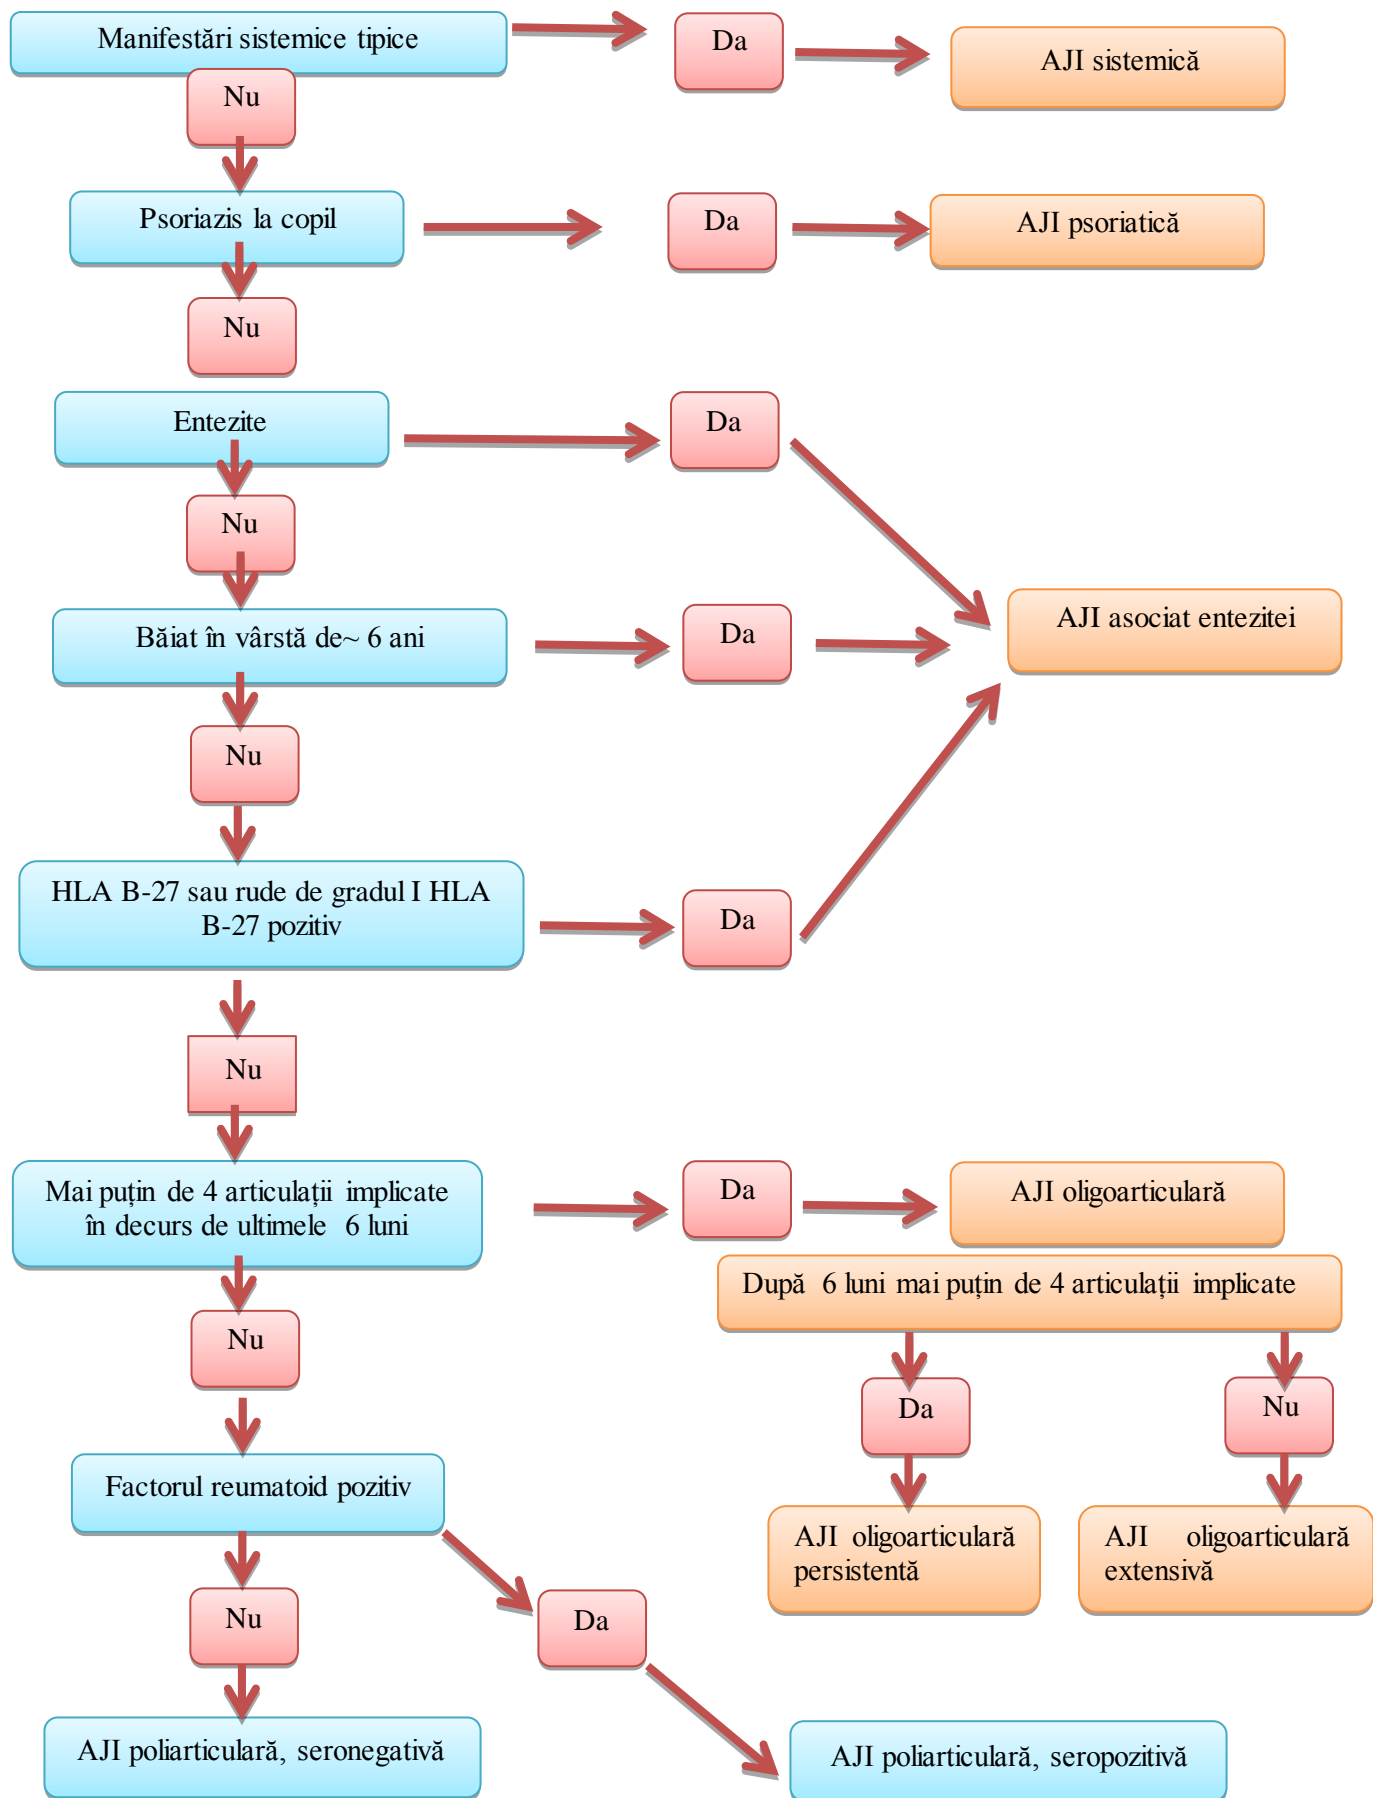 Manifestări sistemice tipice
Da
AJI sistemică
Nu
Psoriazis la copil
Da
AJI psoriatică
Nu
Entezite
Da
Nu
Băiat în vârstă de~ 6 ani
Da
AJI asociat entezitei
Nu
HLA B-27 sau rude de gradul I HLA
B-27 pozitiv
Da
Nu
Mai puțin de 4 articulații implicate
în decurs de ultimele 6 luni
Da
AJI oligoarticulară
După 6 luni mai puțin de 4 articulații implicate
Nu
Da
Nu
Factorul reumatoid pozitiv
AJI oligoarticulară
persistentă
AJI oligoarticulară
extensivă
Nu
Da
AJI poliarticulară, seronegativă
AJI poliarticulară, seropozitivă